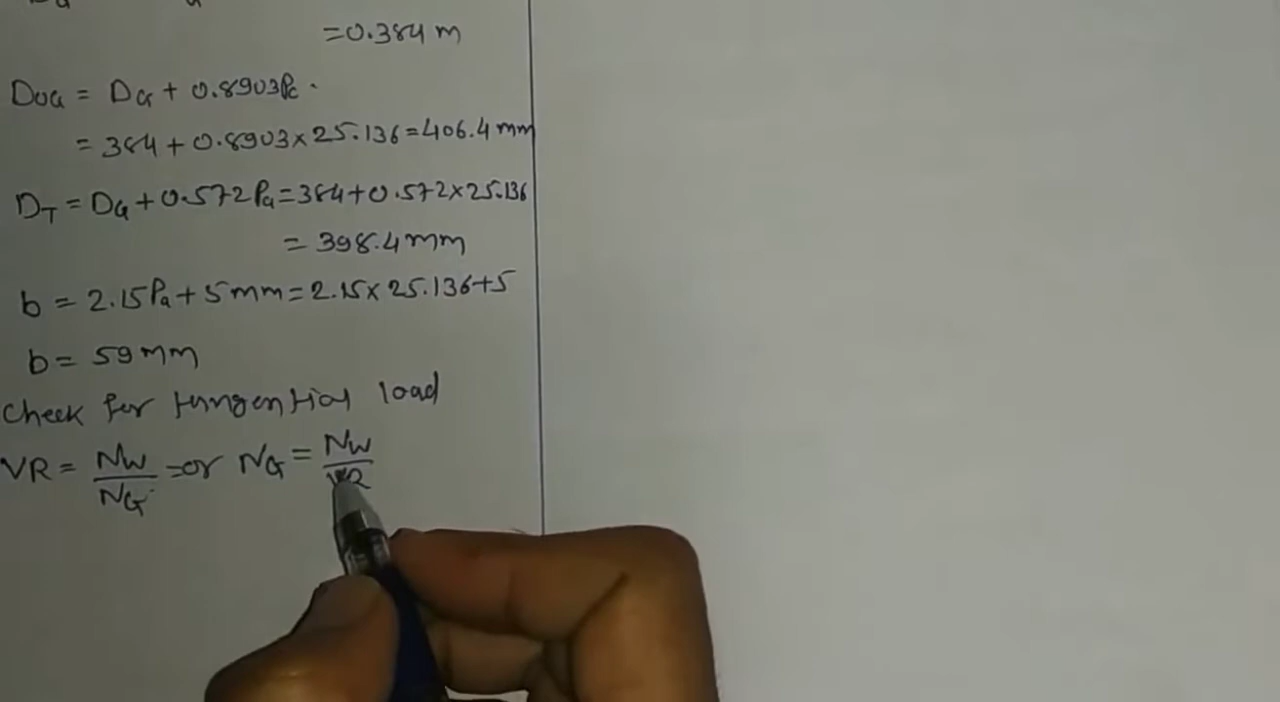 =0.384 m
DOG = DG + 0.8903Pc.
= 384 + 0.8903×25.136=406.4 mm
DT = DG + 0.572 Pa = 384+0.572×25.136
= 398.4 mm
b = 2.15Pa + 5 mm = 2.15× 25.136+5
b = 59 mm
Check for tangential load
VR = NW/NG =or NG = NW/VR